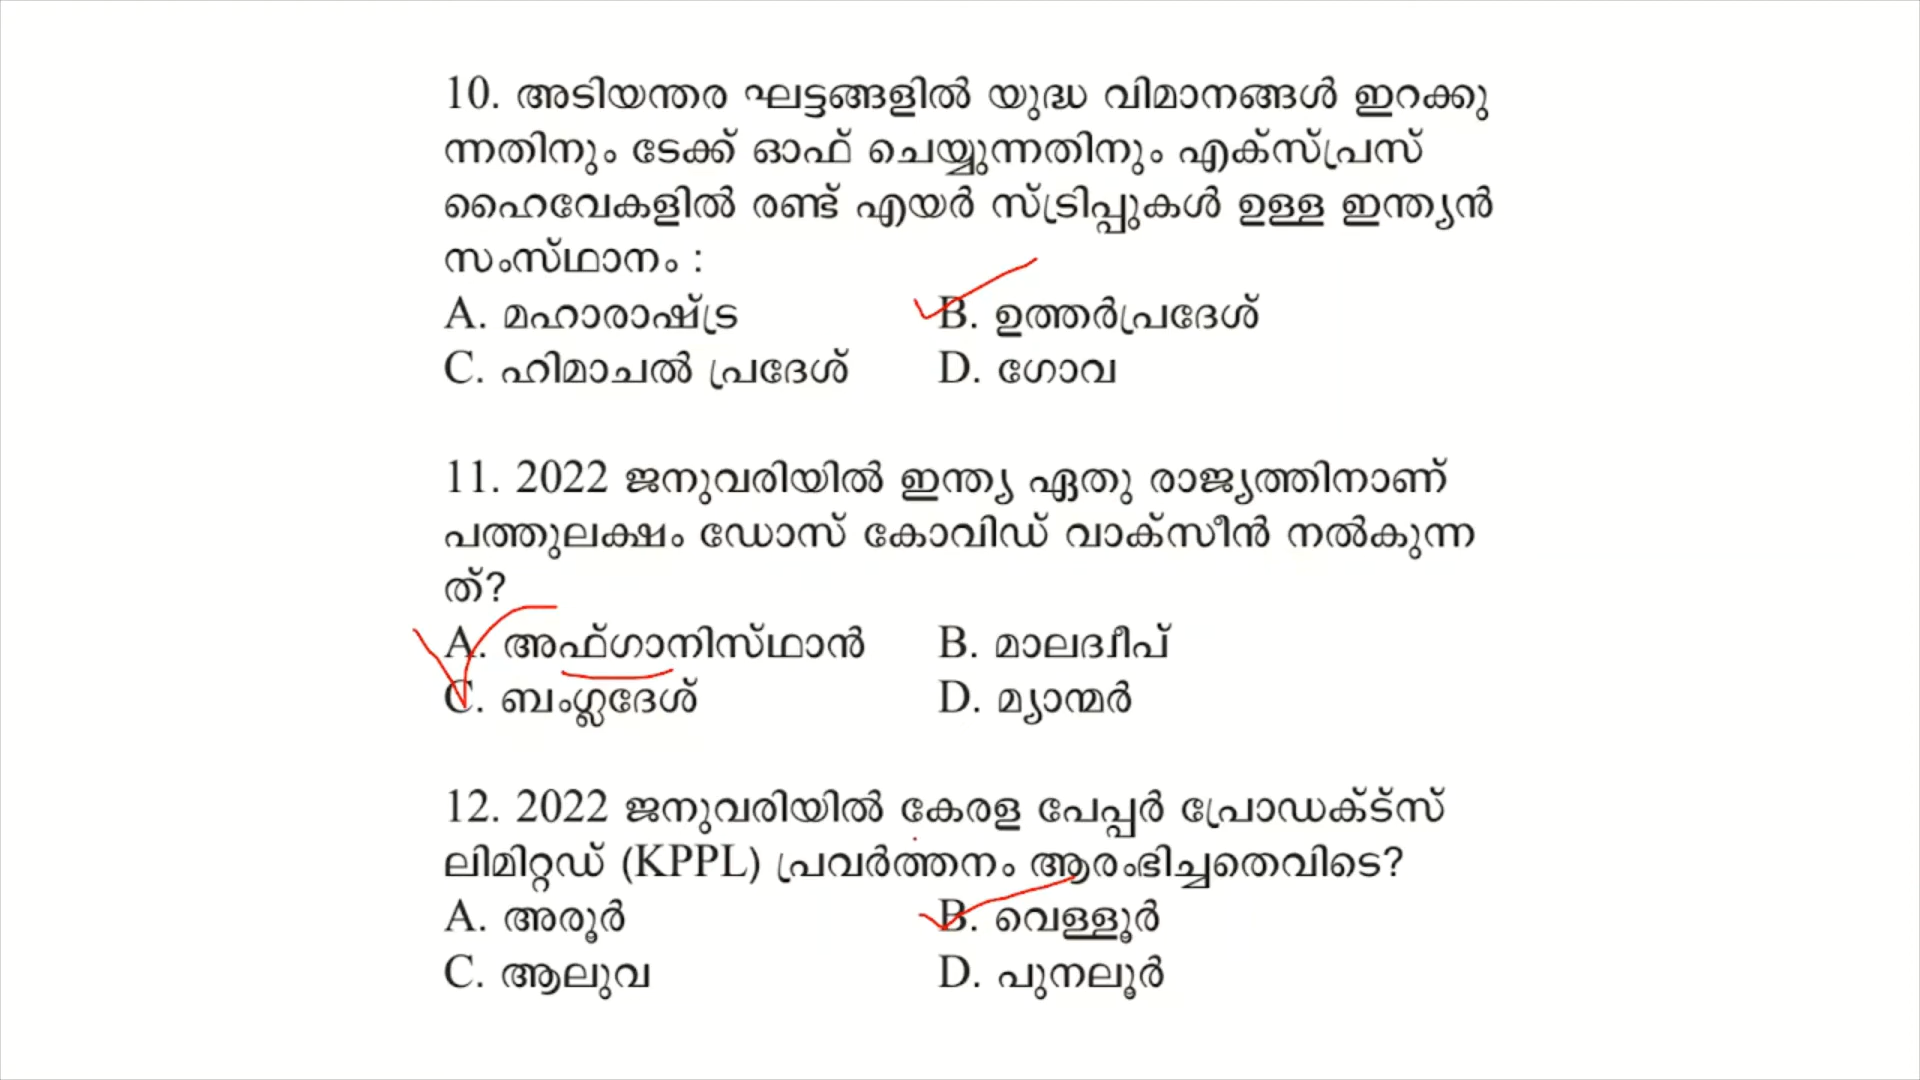 10. അടിയന്തര ഘട്ടങ്ങളിൽ യുദ്ധ വിമാനങ്ങൾ ഇറക്കു
ന്നതിനും ടേക്ക് ഓഫ് ചെയ്യുന്നതിനും എക്സ്പ്രസ്
ഹൈവേകളിൽ രണ്ട് എയർ സ്ട്രിപ്പുകൾ ഉള്ള ഇന്ത്യൻ
സംസ്ഥാനം :
A. മഹാരാഷ്ട്ര B. ഉത്തർപ്രദേശ്
C. ഹിമാചൽ പ്രദേശ് D. ഗോവ
11. 2022 ജനുവരിയിൽ ഇന്ത്യ ഏതു രാജ്യത്തിനാണ്
പത്തുലക്ഷം ഡോസ് കോവിഡ് വാക്സീൻ നൽകുന്ന
ത്?
A. അഫ്ഗാനിസ്ഥാൻ B. മാലദ്വീപ്
C. ബംഗ്ലദേശ് D. മ്യാന്മർ
12. 2022 ജനുവരിയിൽ കേരള പേപ്പർ പ്രോഡക്ട്സ്
ലിമിറ്റഡ് (KPPL) പ്രവർത്തനം ആരംഭിച്ചതെവിടെ?
A. അരൂർ B. വെള്ളൂർ
C. ആലുവ D. പുനലൂർ